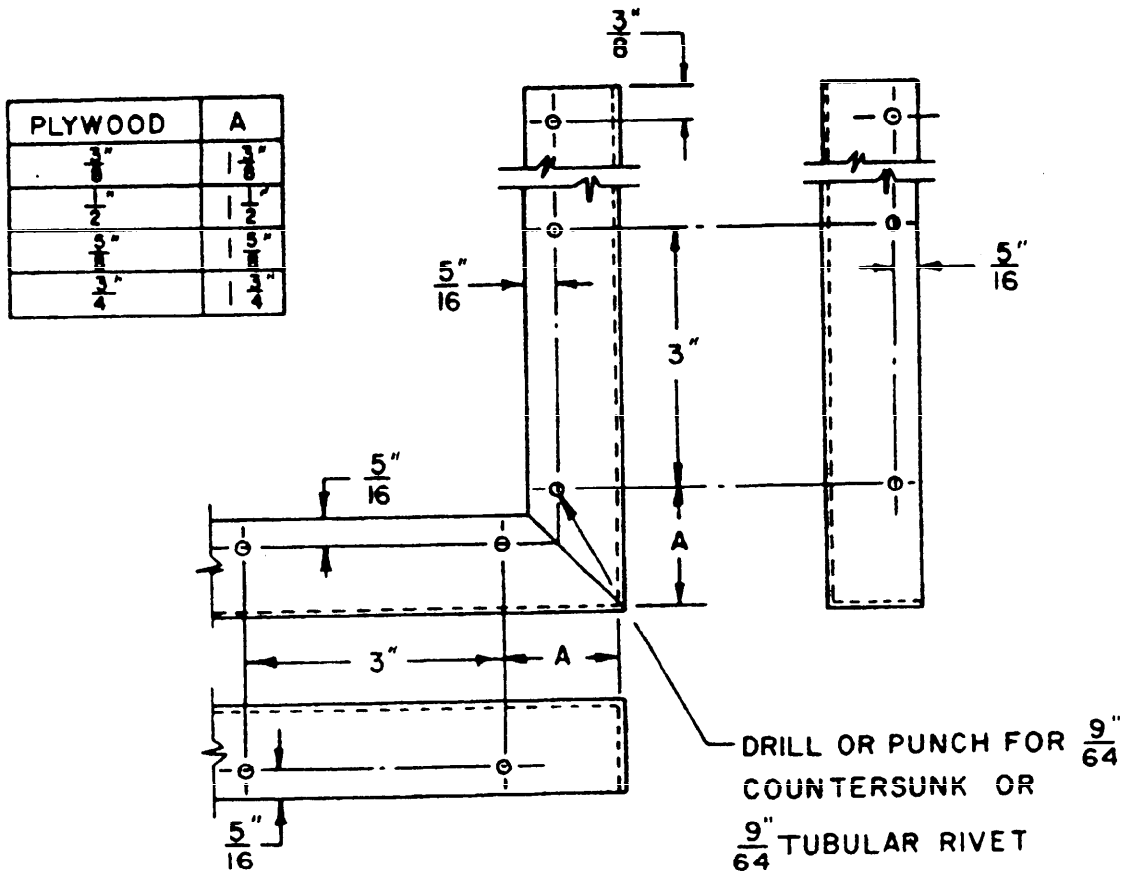 3/8"
PLYWOOD A
3/8" 1 3/8"
1/2" 1 1/2"
5/8" 1 5/8"
3/4" 1 3/4"
5/16"
3"
5/16"
5/16"
A
3" A
5/16"
DRILL OR PUNCH FOR 9/64"
COUNTERSUNK OR
9/64" TUBULAR RIVET